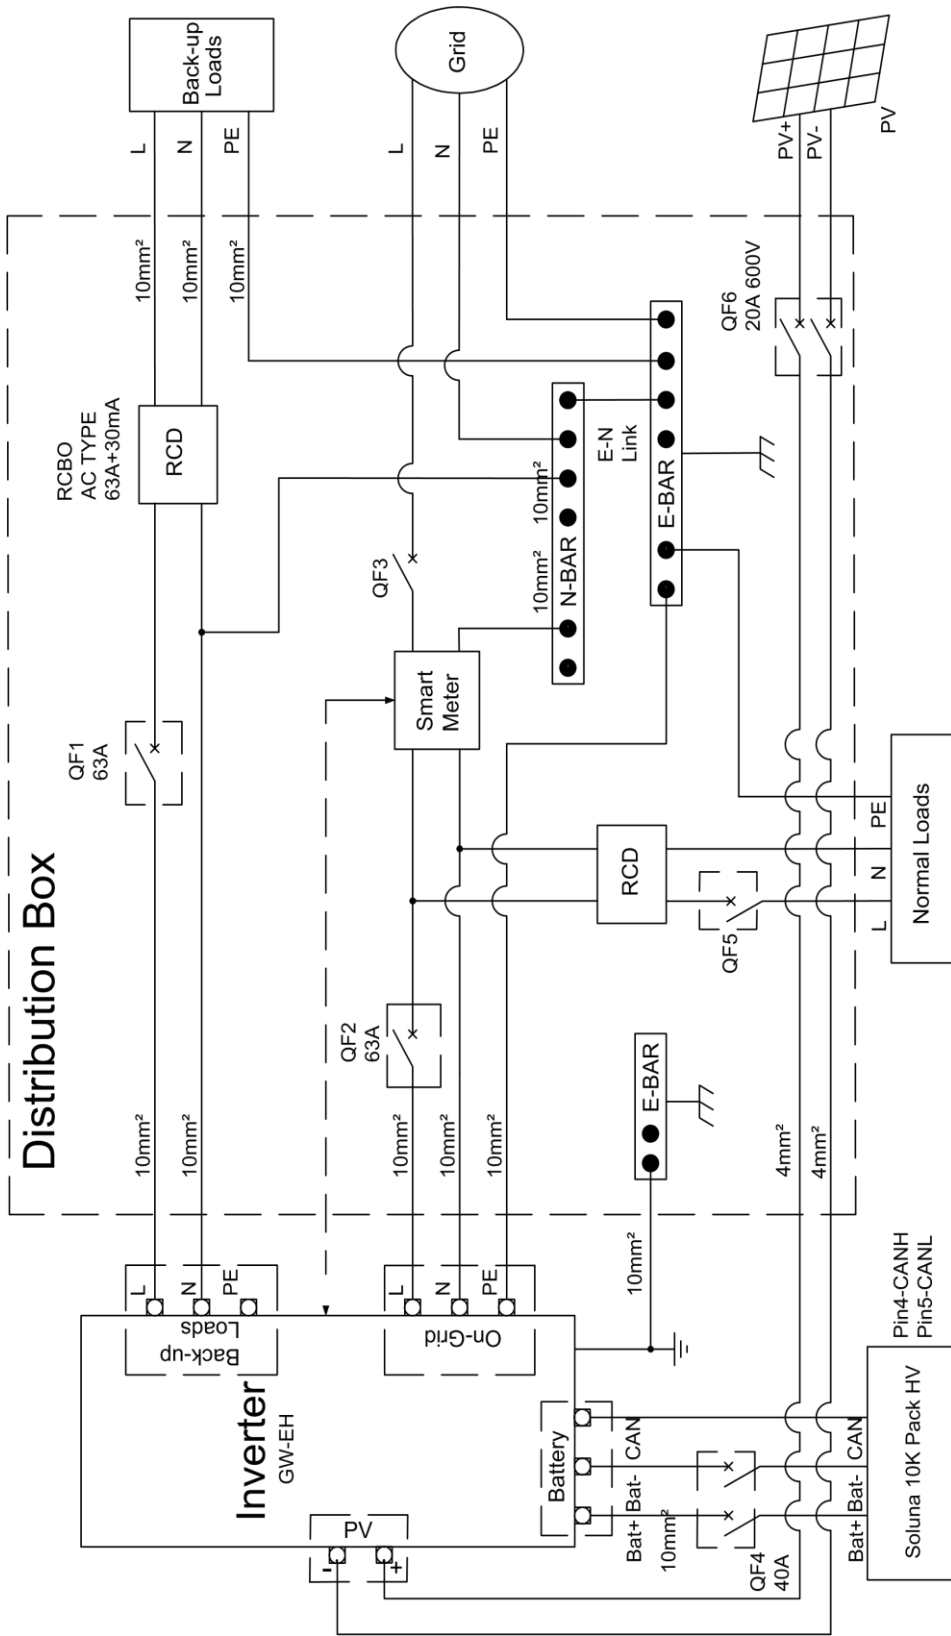 Distribution Box
Back-up
Loads
L
N
PE
10mm²
10mm²
10mm²
RCBO
AC TYPE
63A+30mA
RCD
QF1
63A
10mm²
10mm²
L
N
PE
Back-up
Loads
Grid
L
N
PE
QF3
Smart
Meter
QF2
63A
10mm²
10mm²
10mm²
L
N
PE
On-Grid
Inverter
GW-EH
N-BAR
10mm²
10mm²
E-N
Link
E-BAR
RCD
QF5
L
N
PE
Normal Loads
E-BAR
10mm²
PV
PV+
PV-
QF6
20A 600V
4mm²
4mm²
PV
-
+
Battery
Bat+
Bat-
CAN
10mm²
QF4
40A
Bat+
Bat-
CAN
Soluna 10K Pack HV
Pin4-CANH
Pin5-CANL